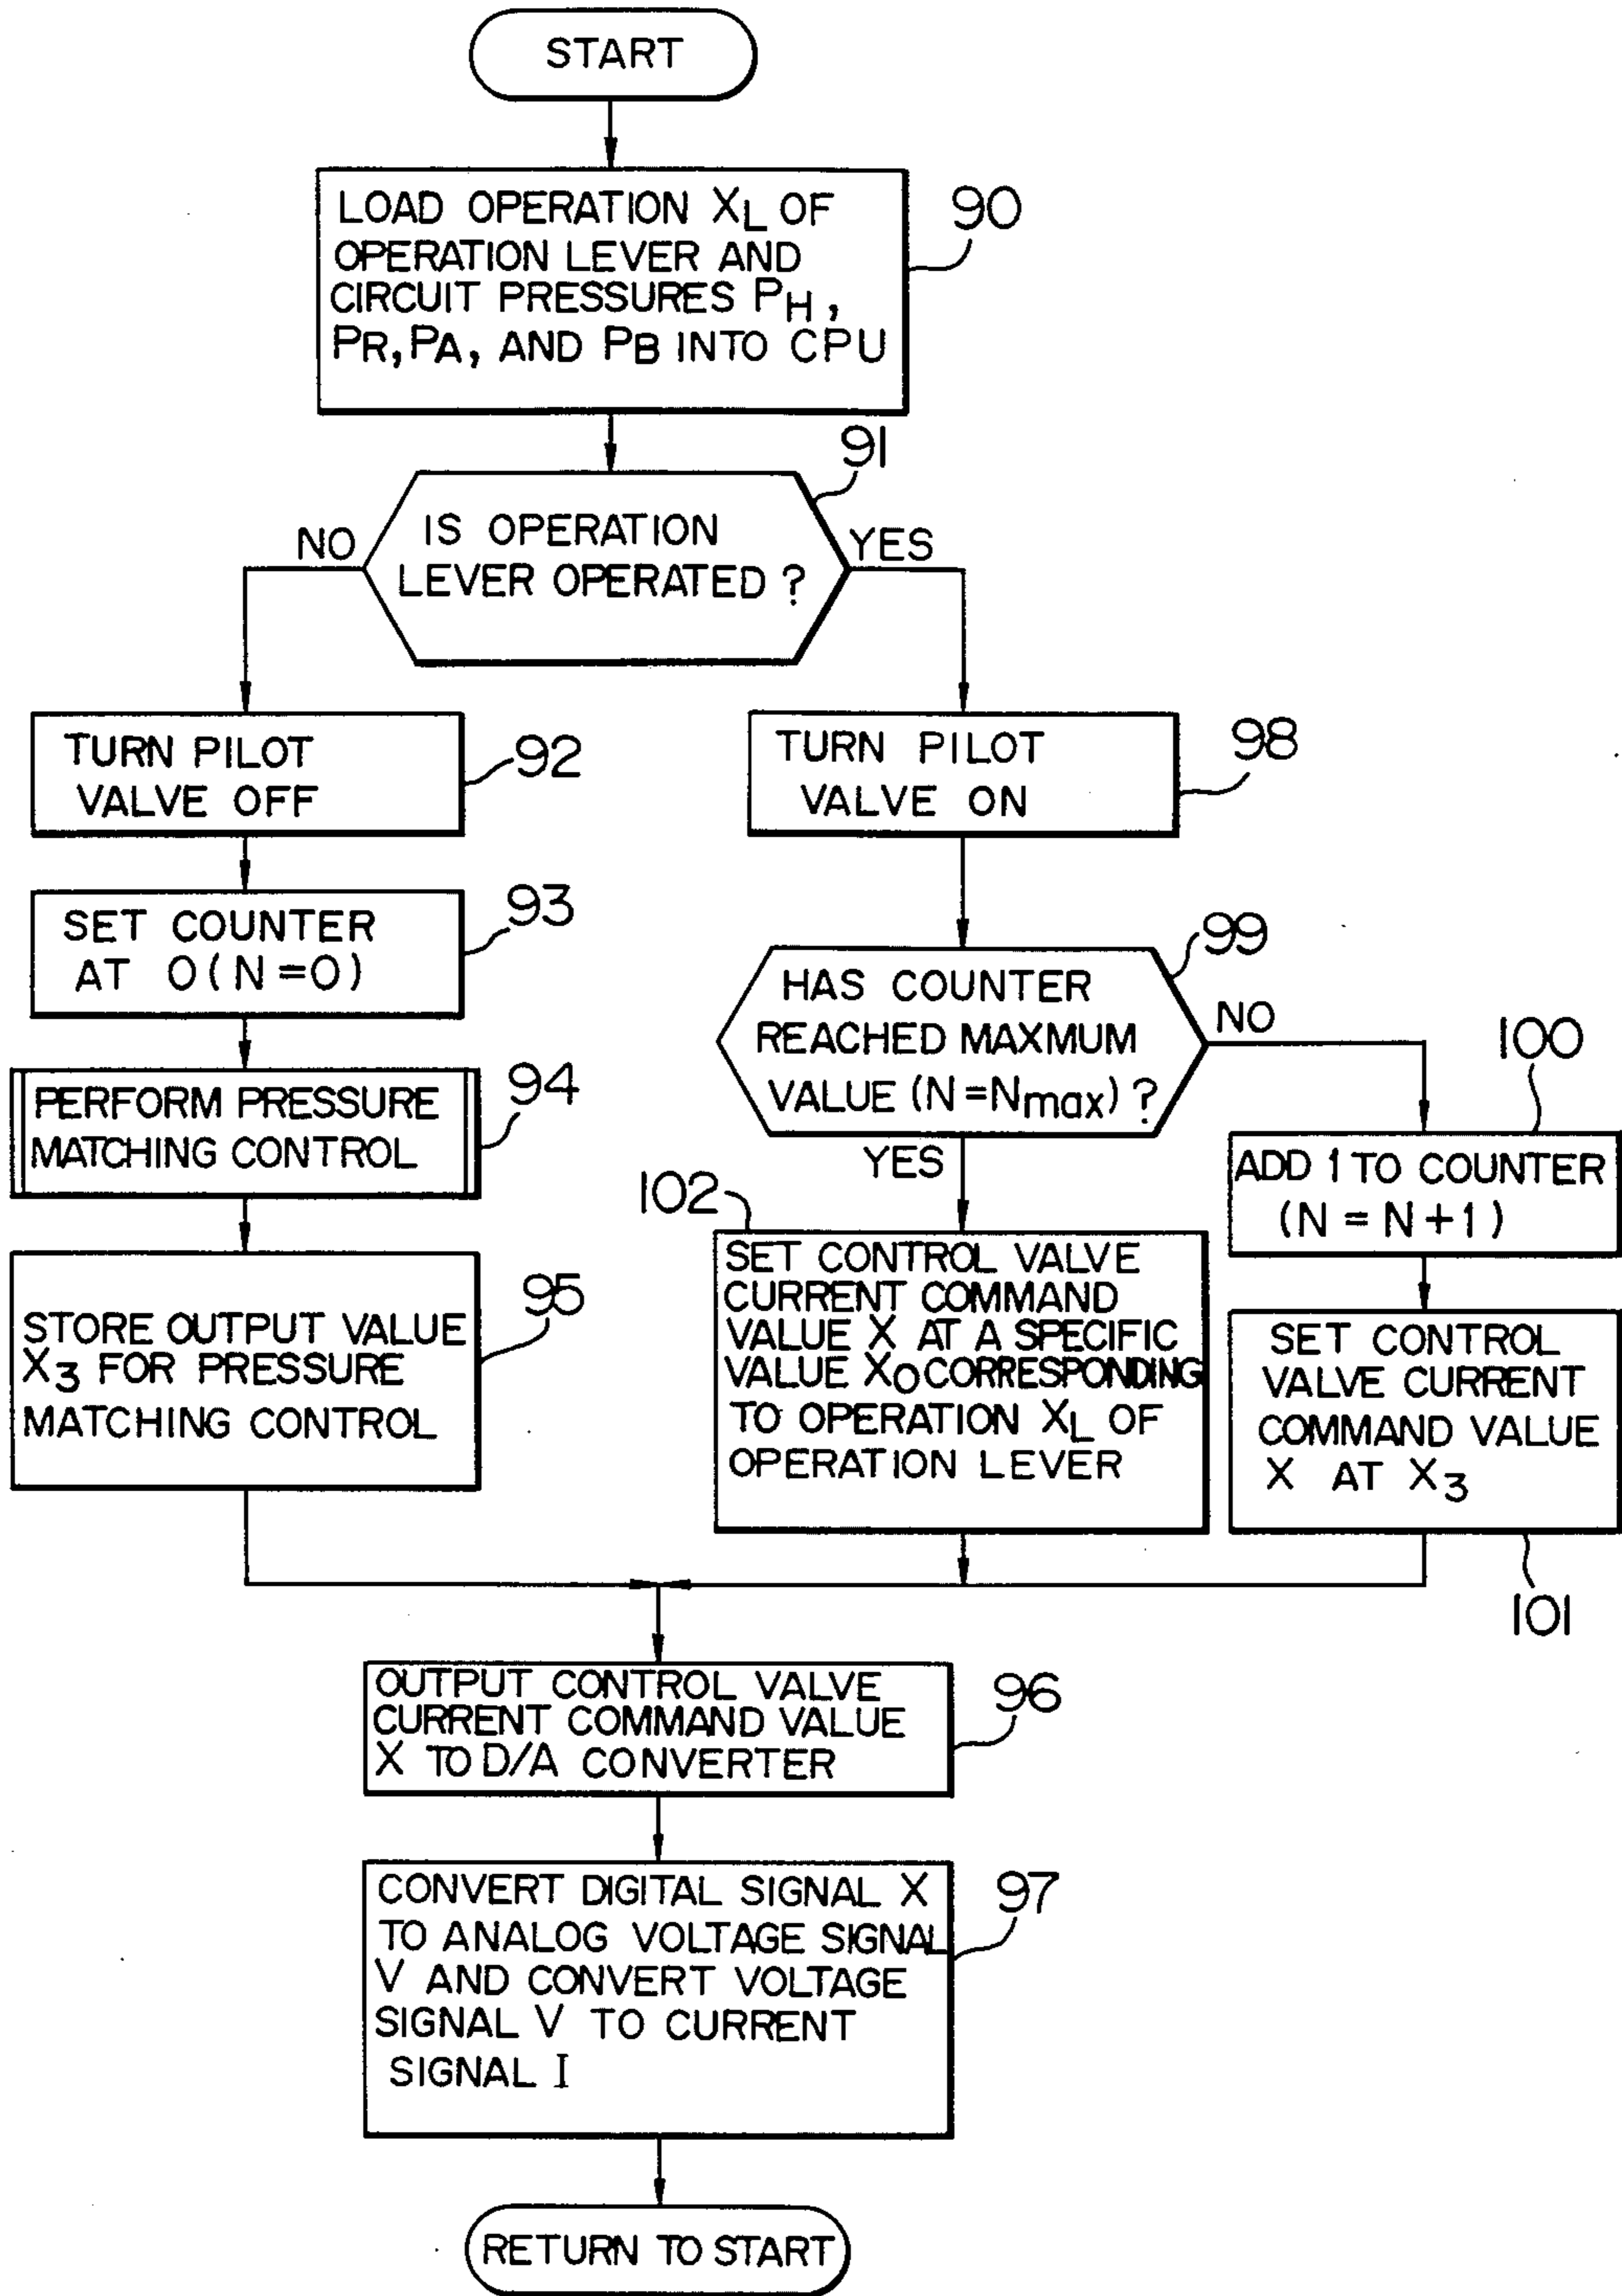 START
LOAD OPERATION XL OF
OPERATION LEVER AND
CIRCUIT PRESSURES PH,
PR, PA, AND PB INTO CPU
90
91
IS OPERATION
LEVER OPERATED ?
NO
YES
TURN PILOT
VALVE OFF
92
SET COUNTER
AT 0 (N=0)
93
PERFORM PRESSURE
MATCHING CONTROL
94
STORE OUTPUT VALUE
X3 FOR PRESSURE
MATCHING CONTROL
95
TURN PILOT
VALVE ON
98
HAS COUNTER
REACHED MAXMUM
VALUE (N=Nmax) ?
99
NO
YES
100
ADD 1 TO COUNTER
(N = N+1)
102
SET CONTROL VALVE
CURRENT COMMAND
VALUE X AT A SPECIFIC
VALUE XO CORRESPONDING
TO OPERATION XL OF
OPERATION LEVER
SET CONTROL
VALVE CURRENT
COMMAND VALUE
X AT X3
101
OUTPUT CONTROL VALVE
CURRENT COMMAND VALUE
X TO D/A CONVERTER
96
CONVERT DIGITAL SIGNAL X
TO ANALOG VOLTAGE SIGNAL
V AND CONVERT VOLTAGE
SIGNAL V TO CURRENT
SIGNAL I
97
RETURN TO START